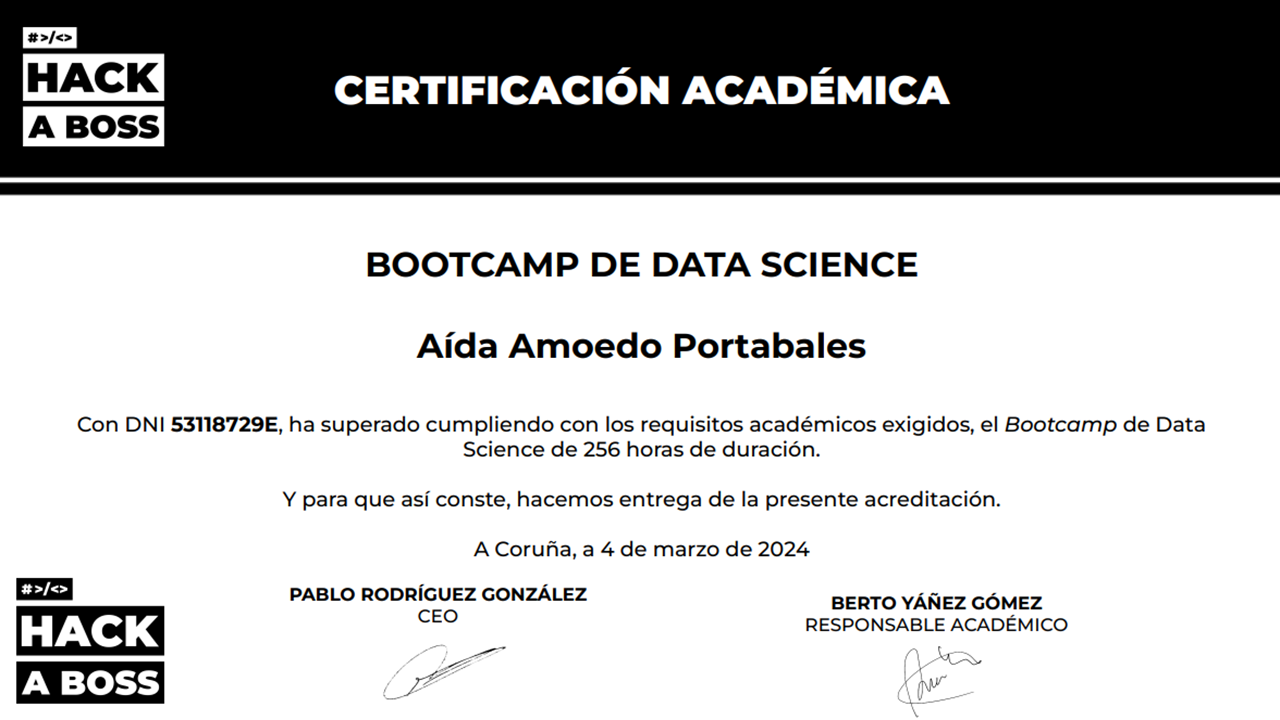 #>/<>
HACK
A BOSS
CERTIFICACIÓN ACADÉMICA
BOOTCAMP DE DATA SCIENCE
Aída Amoedo Portabales
Con DNI 53118729E, ha superado cumpliendo con los requisitos académicos exigidos, el Bootcamp de Data
Science de 256 horas de duración.
Y para que así conste, hacemos entrega de la presente acreditación.
A Coruña, a 4 de marzo de 2024
PABLO RODRÍGUEZ GONZÁLEZ
CEO
BERTO YÁÑEZ GÓMEZ
RESPONSABLE ACADÉMICO
#>/<>
HACK
A BOSS